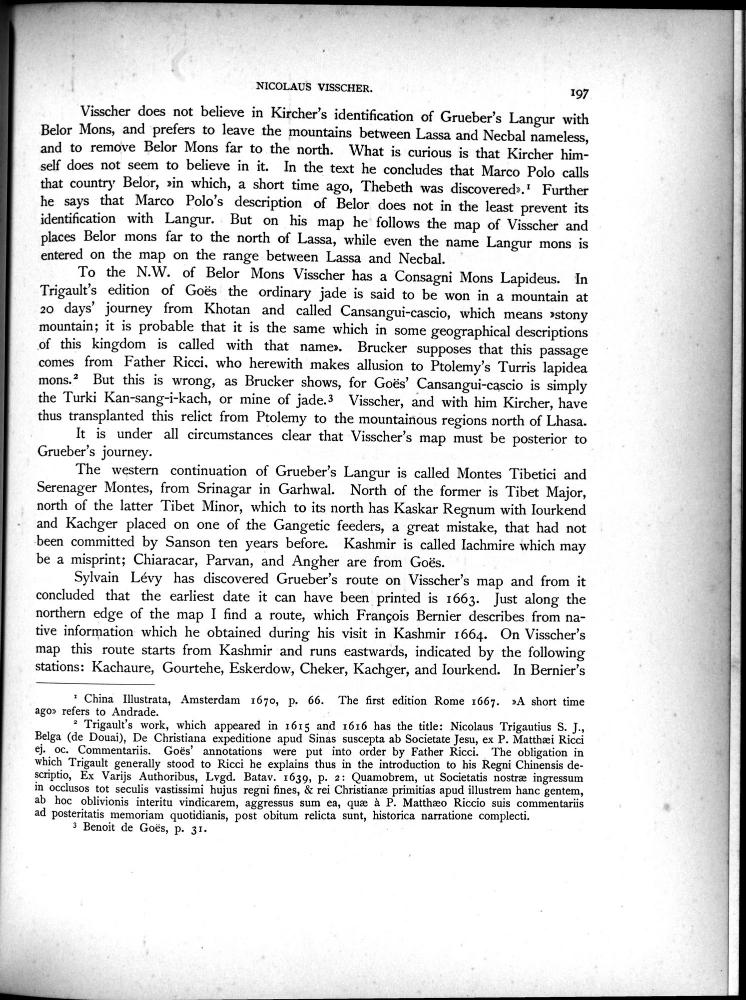 NICOLAUS VISSCHER.
197
Visscher does not believe in Kircher's identification of Grueber's Langur with
Belor Mons, and prefers to leave the mountains between Lassa and Necbal nameless,
and to remove Belor Mons far to the north. What is curious is that Kircher him-
self does not seem to believe in it. In the text he concludes that Marco Polo calls
that country Belor, »in which, a short time ago, Thebeth was discovered».¹ Further
he says that Marco Polo's description of Belor does not in the least prevent its
identification with Langur. But on his map he follows the map of Visscher and
places Belor mons far to the north of Lassa, while even the name Langur mons is
entered on the map on the range between Lassa and Necbal.
To the N.W. of Belor Mons Visscher has a Consagni Mons Lapideus. In
Trigault's edition of Goës the ordinary jade is said to be won in a mountain at
20 days' journey from Khotan and called Cansangui-cascio, which means »stony
mountain; it is probable that it is the same which in some geographical descriptions
of this kingdom is called with that name». Brucker supposes that this passage
comes from Father Ricci. who herewith makes allusion to Ptolemy's Turris lapidea
mons.² But this is wrong, as Brucker shows, for Goës' Cansangui-cascio is simply
the Turki Kan-sang-i-kach, or mine of jade.³ Visscher, and with him Kircher, have
thus transplanted this relict from Ptolemy to the mountainous regions north of Lhasa.
It is under all circumstances clear that Visscher's map must be posterior to
Grueber's journey.
The western continuation of Grueber's Langur is called Montes Tibetici and
Serenager Montes, from Srinagar in Garhwal. North of the former is Tibet Major,
north of the latter Tibet Minor, which to its north has Kaskar Regnum with Iourkend
and Kachger placed on one of the Gangetic feeders, a great mistake, that had not
been committed by Sanson ten years before. Kashmir is called Iachmire which may
be a misprint; Chiaracar, Parvan, and Angher are from Goës.
Sylvain Lévy has discovered Grueber's route on Visscher's map and from it
concluded that the earliest date it can have been printed is 1663. Just along the
northern edge of the map I find a route, which François Bernier describes from na-
tive information which he obtained during his visit in Kashmir 1664. On Visscher's
map this route starts from Kashmir and runs eastwards, indicated by the following
stations: Kachaure, Gourtehe, Eskerdow, Cheker, Kachger, and Iourkend. In Bernier's
¹ China Illustrata, Amsterdam 1670, p. 66. The first edition Rome 1667. »A short time
ago» refers to Andrade.
² Trigault's work, which appeared in 1615 and 1616 has the title: Nicolaus Trigautius S. J.,
Belga (de Douai), De Christiana expeditione apud Sinas suscepta ab Societate Jesu, ex P. Matthæi Ricci
ej. oc. Commentariis. Goës' annotations were put into order by Father Ricci. The obligation in
which Trigault generally stood to Ricci he explains thus in the introduction to his Regni Chinensis de-
scriptio, Ex Varijs Authoribus, Lvgd. Batav. 1639, p. 2: Quamobrem, ut Societatis nostræ ingressum
in occlusos tot seculis vastissimi hujus regni fines, & rei Christianæ primitias apud illustrem hanc gentem,
ab hoc oblivionis interitu vindicarem, aggressus sum ea, quæ à P. Matthæo Riccio suis commentariis
ad posteritatis memoriam quotidianis, post obitum relicta sunt, historica narratione complecti.
³ Benoit de Goës, p. 31.